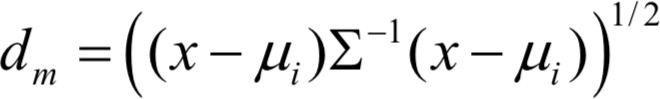 d_m = ((x − μ_i)Σ^{−1}(x − μ_i))^{1/2}